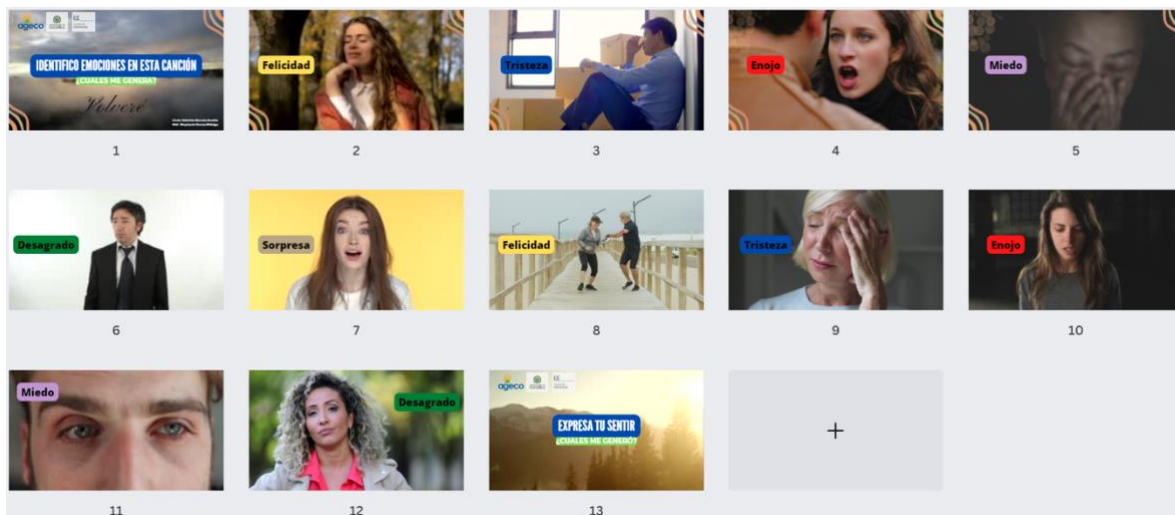 ageco
IDENTIFICO EMOCIONES EN ESTA CANCIÓN
¿CUALES ME GENERA?
Volveré
Felicidad
Tristeza
Enojo
Miedo
1
2
3
4
5
Desagrado
Sorpresa
Felicidad
Tristeza
Enojo
6
7
8
9
10
Miedo
Desagrado
ageco
EXPRESA TU SENTIR
¿CUALES ME GENERÓ?
+
11
12
13